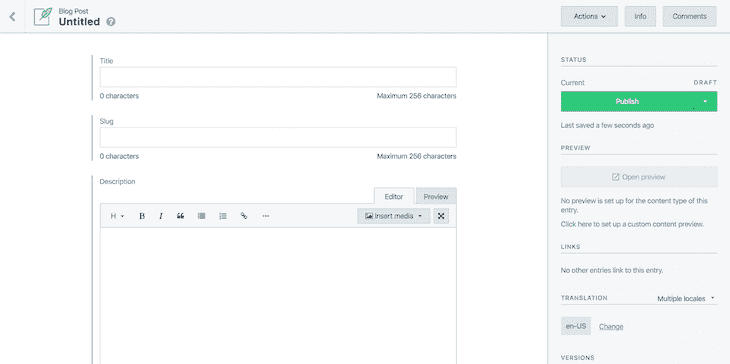 Blog Post
Untitled ?
Actions
Info
Comments
Title
0 characters
Maximum 256 characters
Slug
0 characters
Maximum 256 characters
Description
Editor
Preview
H
B
I
Insert media
STATUS
Current
DRAFT
Publish
Last saved a few seconds ago
PREVIEW
Open preview
No preview is set up for the content type of this
entry.
Click here to set up a custom content preview.
LINKS
No other entries link to this entry.
TRANSLATION
Multiple locales
en-US
Change
VERSIONS